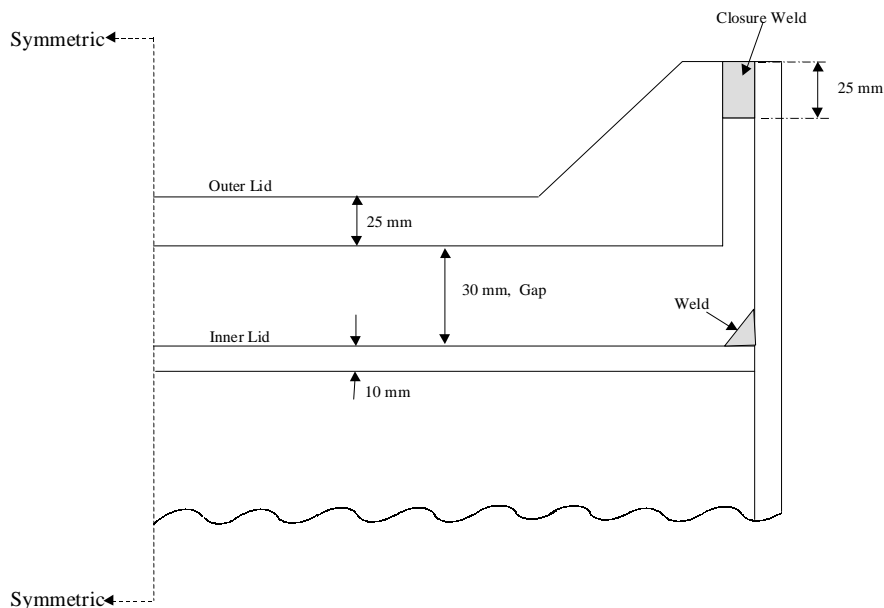 Closure Weld
Symmetric
25 mm
Outer Lid
25 mm
30 mm, Gap
Weld
Inner Lid
10 mm
Symmetric